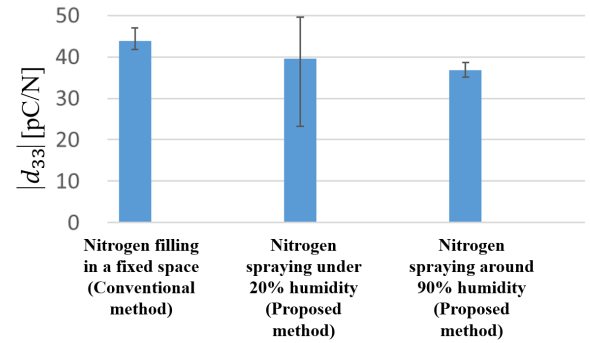 50
40
30
20
10
0
|d33| [pC/N]
Nitrogen filling
in a fixed space
(Conventional
method)
Nitrogen
spraying under
20% humidity
(Proposed
method)
Nitrogen
spraying around
90% humidity
(Proposed
method)